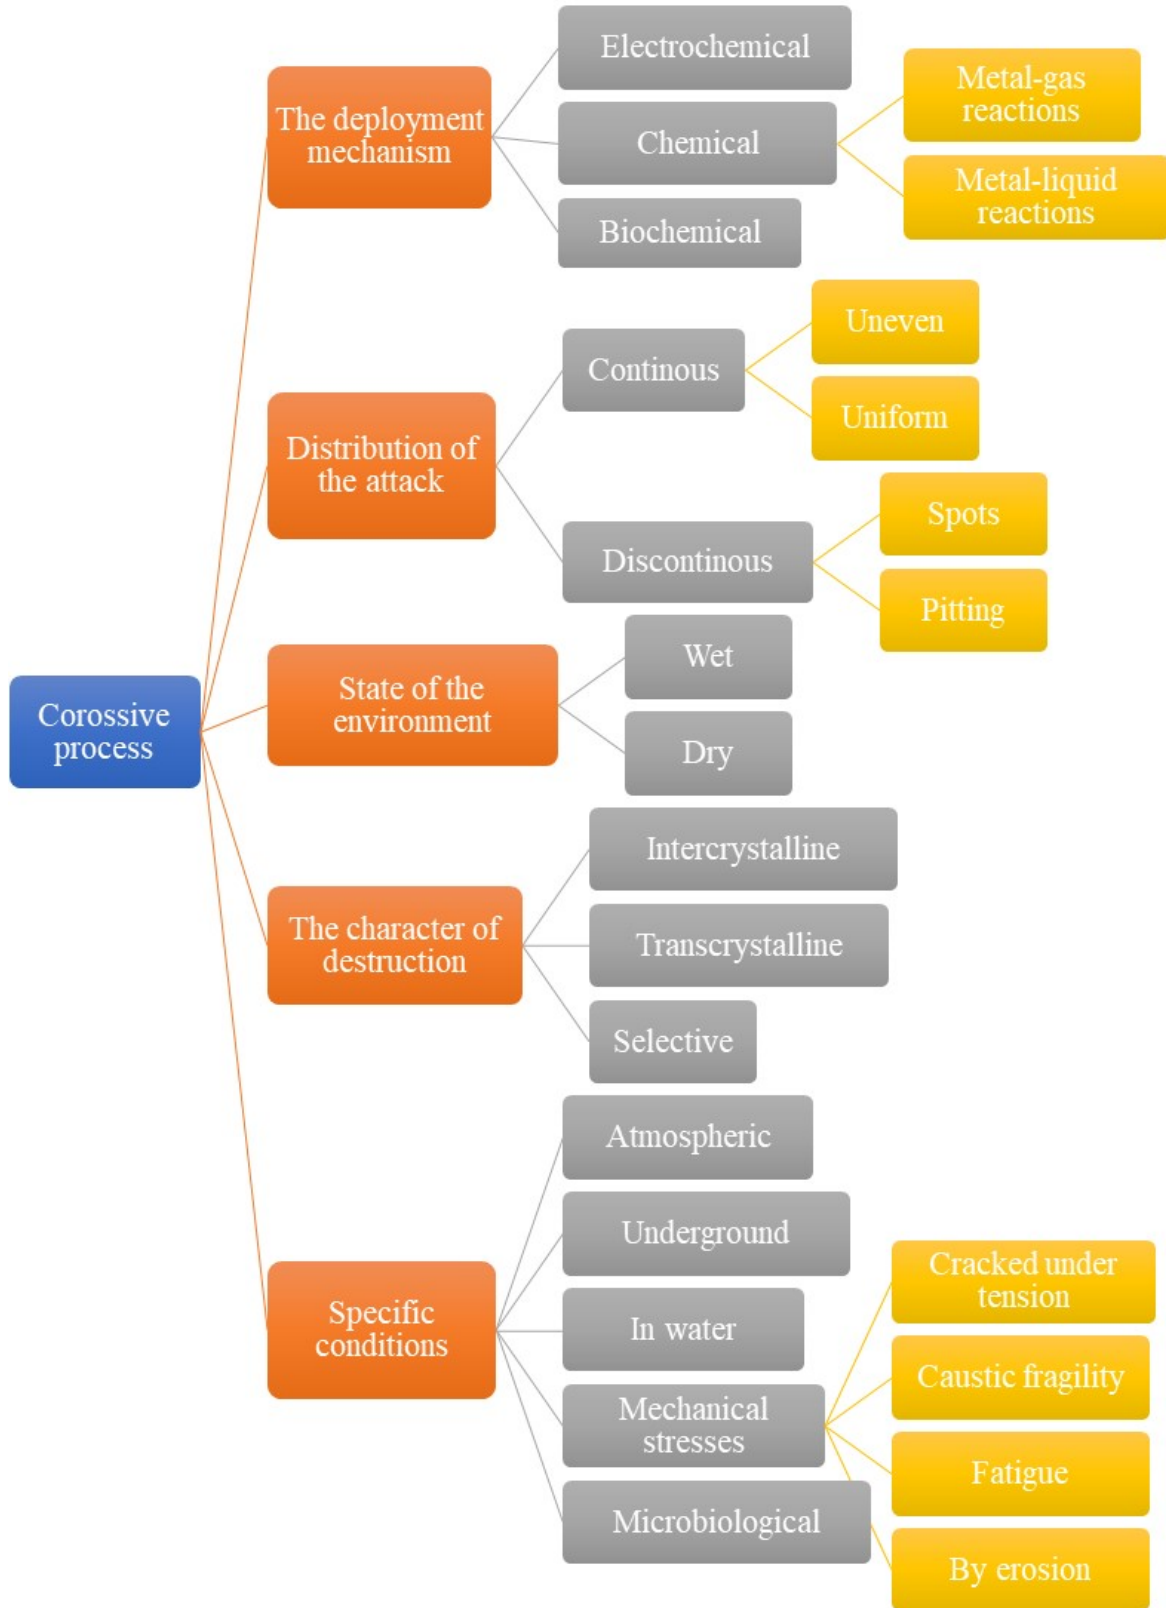 Corossive
process
The deployment
mechanism
Electrochemical
Chemical
Metal-gas
reactions
Metal-liquid
reactions
Biochemical
Distribution of
the attack
Continous
Uneven
Uniform
Discontinous
Spots
Pitting
State of the
environment
Wet
Dry
The character of
destruction
Intercrystalline
Transcrystalline
Selective
Specific
conditions
Atmospheric
Underground
In water
Mechanical
stresses
Cracked under
tension
Caustic fragility
Fatigue
By erosion
Microbiological